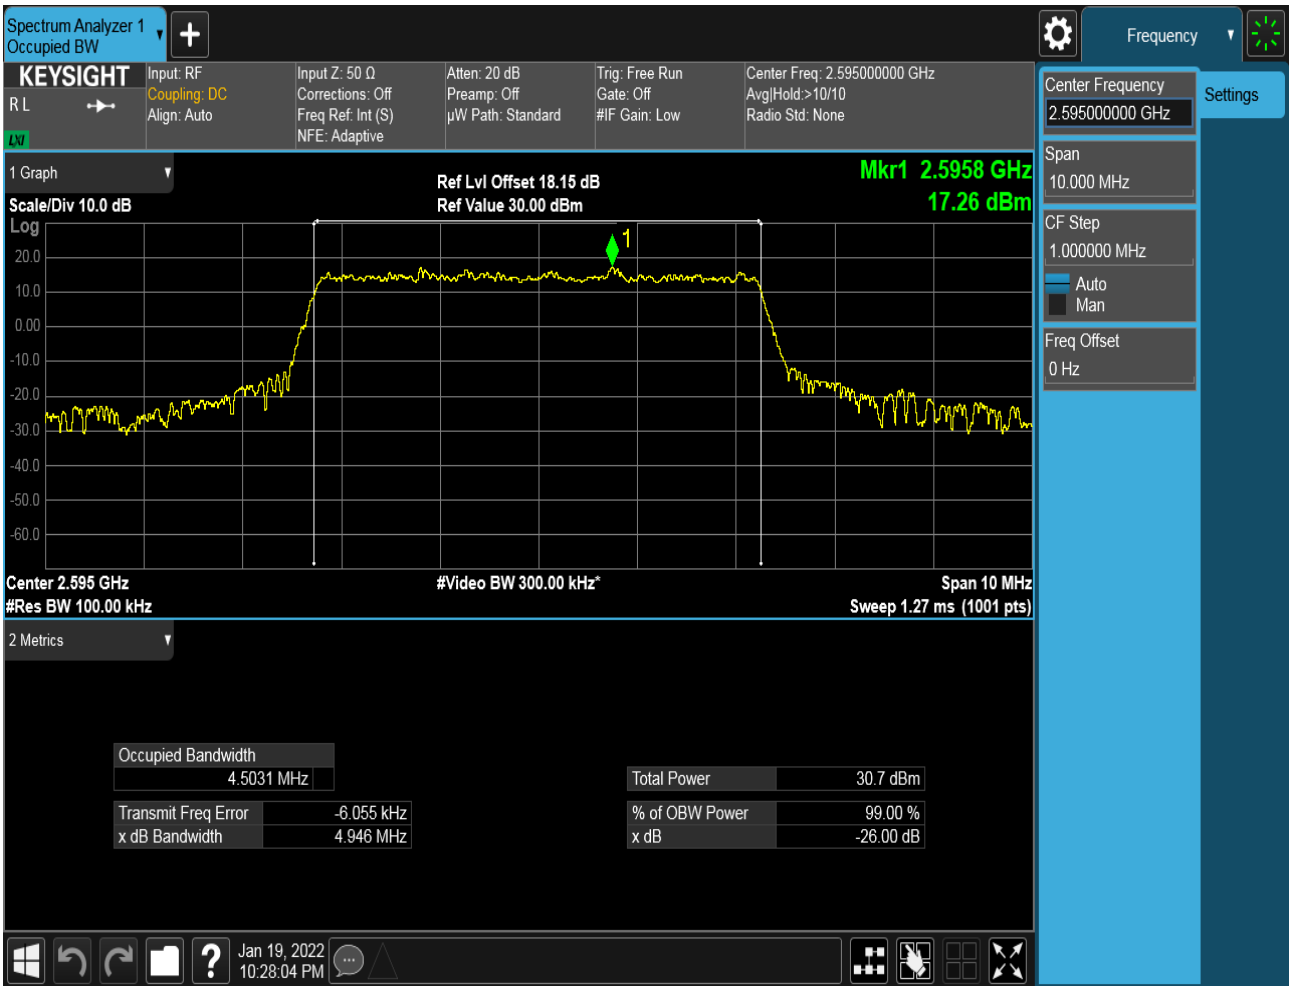 Spectrum Analyzer 1
Occupied BW
Frequency
KEYSIGHT
R L
LXI
Input: RF
Coupling: DC
Align: Auto
Input Z: 50 Ω
Corrections: Off
Freq Ref: Int (S)
NFE: Adaptive
Atten: 20 dB
Preamp: Off
µW Path: Standard
Trig: Free Run
Gate: Off
#IF Gain: Low
Center Freq: 2.595000000 GHz
Avg|Hold:>10/10
Radio Std: None
Center Frequency
2.595000000 GHz
Settings
Span
10.000 MHz
CF Step
1.000000 MHz
Auto
Man
Freq Offset
0 Hz
1 Graph
Scale/Div 10.0 dB
Ref Lvl Offset 18.15 dB
Ref Value 30.00 dBm
Mkr1 2.5958 GHz
17.26 dBm
Log
1
20.0
10.0
0.00
-10.0
-20.0
-30.0
-40.0
-50.0
-60.0
Center 2.595 GHz
#Video BW 300.00 kHz*
Span 10 MHz
#Res BW 100.00 kHz
Sweep 1.27 ms (1001 pts)
2 Metrics
Occupied Bandwidth
4.5031 MHz
Total Power 30.7 dBm
Transmit Freq Error -6.055 kHz
% of OBW Power 99.00 %
x dB Bandwidth 4.946 MHz
x dB -26.00 dB
?
Jan 19, 2022
10:28:04 PM